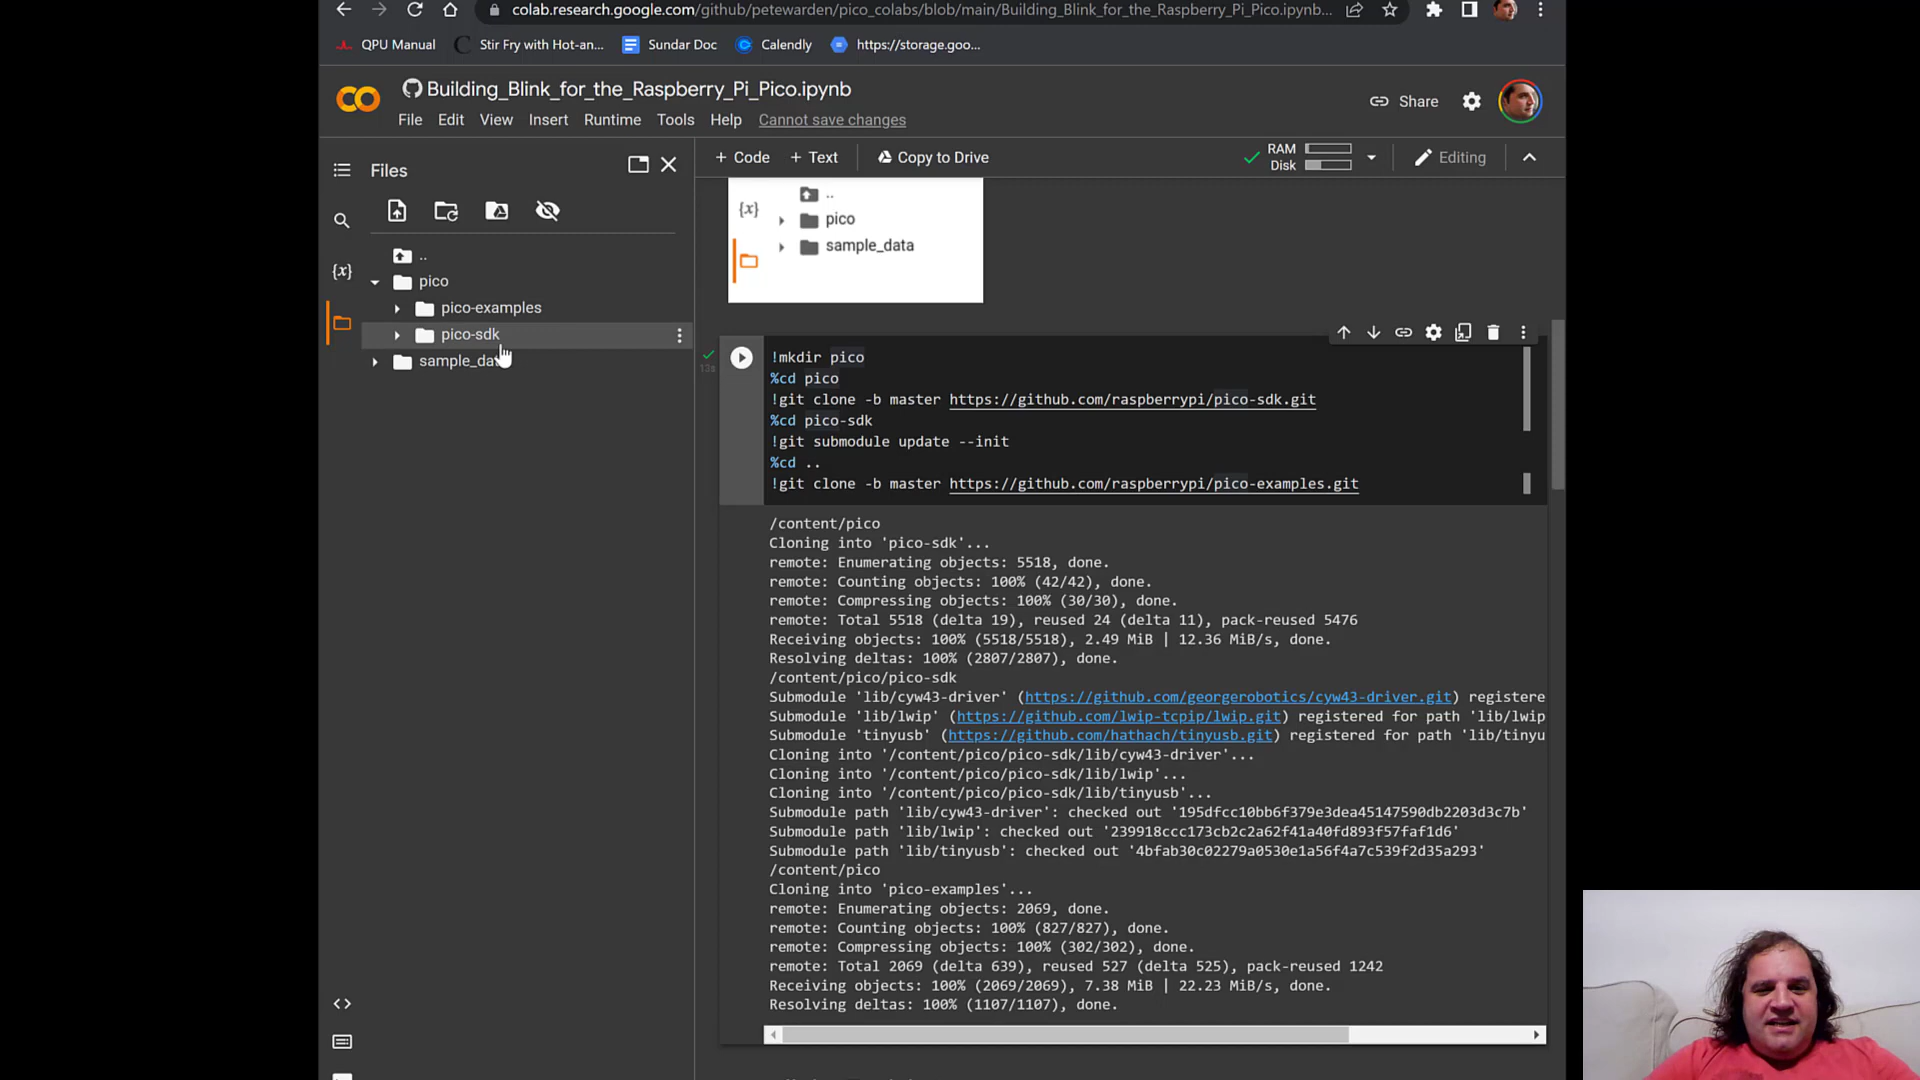 colab.research.google.com/github/petewarden/pico_colabs/blob/main/Building_Blink_for_the_Raspberry_Pi_Pico.ipynb...
QPU Manual
Stir Fry with Hot-an...
Sundar Doc
Calendly
https://storage.goo...
Building_Blink_for_the_Raspberry_Pi_Pico.ipynb
Share
File Edit View Insert Runtime Tools Help Cannot save changes
Files
+ Code + Text Copy to Drive
RAM
Disk
Editing
..
pico
pico-examples
pico-sdk
sample_dat
{x}
{x}
..
pico
sample_data
13s
!mkdir pico
%cd pico
!git clone -b master https://github.com/raspberrypi/pico-sdk.git
%cd pico-sdk
!git submodule update --init
%cd ..
!git clone -b master https://github.com/raspberrypi/pico-examples.git
/content/pico
Cloning into 'pico-sdk'...
remote: Enumerating objects: 5518, done.
remote: Counting objects: 100% (42/42), done.
remote: Compressing objects: 100% (30/30), done.
remote: Total 5518 (delta 19), reused 24 (delta 11), pack-reused 5476
Receiving objects: 100% (5518/5518), 2.49 MiB | 12.36 MiB/s, done.
Resolving deltas: 100% (2807/2807), done.
/content/pico/pico-sdk
Submodule 'lib/cyw43-driver' (https://github.com/georgerobotics/cyw43-driver.git) registere
Submodule 'lib/lwip' (https://github.com/lwip-tcpip/lwip.git) registered for path 'lib/lwip
Submodule 'tinyusb' (https://github.com/hathach/tinyusb.git) registered for path 'lib/tinyu
Cloning into '/content/pico/pico-sdk/lib/cyw43-driver'...
Cloning into '/content/pico/pico-sdk/lib/lwip'...
Cloning into '/content/pico/pico-sdk/lib/tinyusb'...
Submodule path 'lib/cyw43-driver': checked out '195dfcc10bb6f379e3dea45147590db2203d3c7b'
Submodule path 'lib/lwip': checked out '239918ccc173cb2c2a62f41a40fd893f57faf1d6'
Submodule path 'lib/tinyusb': checked out '4bfab30c02279a0530e1a56f4a7c539f2d35a293'
/content/pico
Cloning into 'pico-examples'...
remote: Enumerating objects: 2069, done.
remote: Counting objects: 100% (827/827), done.
remote: Compressing objects: 100% (302/302), done.
remote: Total 2069 (delta 639), reused 527 (delta 525), pack-reused 1242
Receiving objects: 100% (2069/2069), 7.38 MiB | 22.23 MiB/s, done.
Resolving deltas: 100% (1107/1107), done.